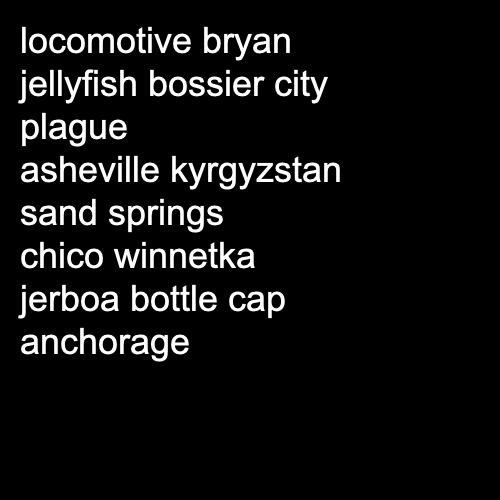 locomotive bryan
jellyfish bossier city
plague
asheville kyrgyzstan
sand springs
chico winnetka
jerboa bottle cap
anchorage